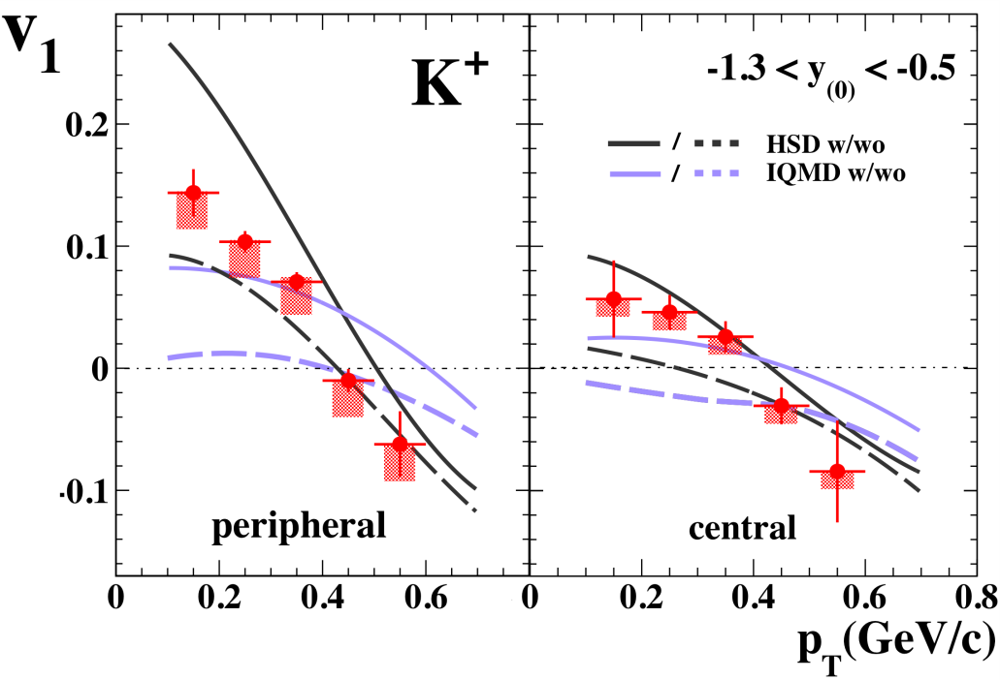 v1
K+
-1.3 < y(0) < -0.5
/ HSD w/wo
/ IQMD w/wo
0.2
0.1
0
-0.1
peripheral
central
0 0.2 0.4 0.6 0 0.2 0.4 0.6 0.8
pT(GeV/c)